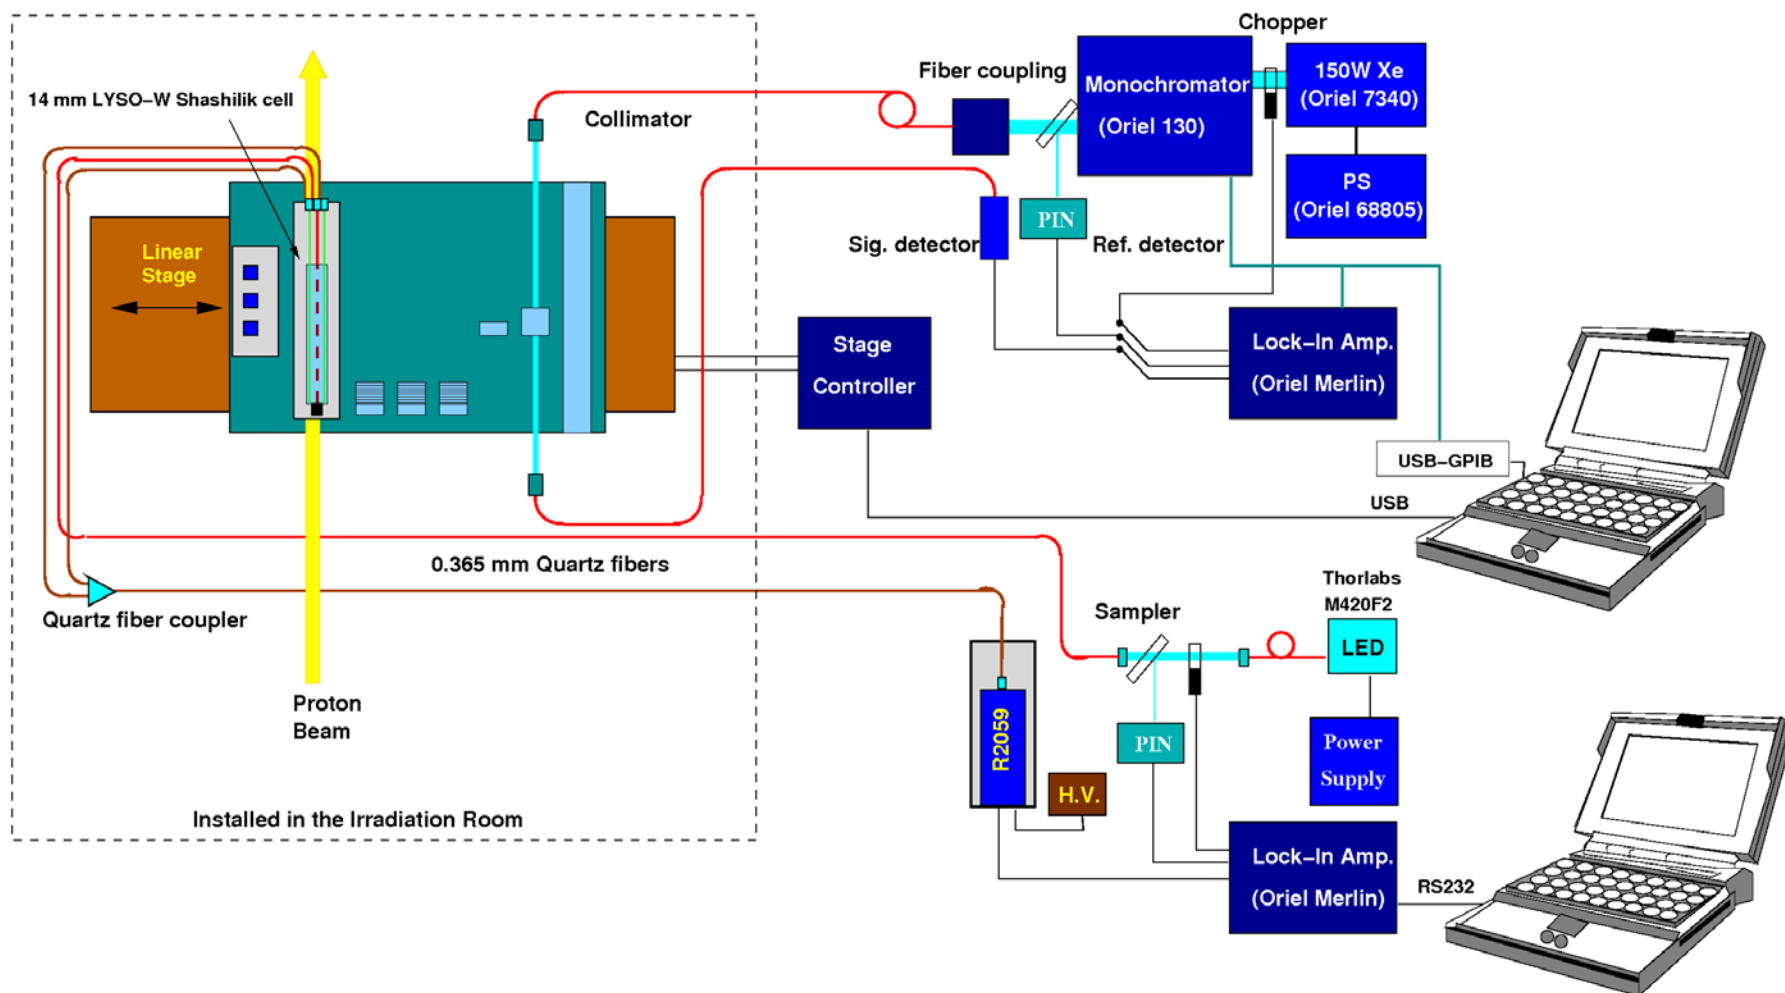 Chopper
Fiber coupling
Monochromator
(Oriel 130)
150W Xe
(Oriel 7340)
14 mm LYSO–W Shashilik cell
Collimator
PS
(Oriel 68805)
PIN
Sig. detector
Ref. detector
Linear
Stage
Stage
Controller
Lock–In Amp.
(Oriel Merlin)
USB–GPIB
USB
0.365 mm Quartz fibers
Quartz fiber coupler
Thorlabs
M420F2
Sampler
LED
Proton
Beam
R2059
PIN
Power
Supply
H.V.
Installed in the Irradiation Room
Lock–In Amp.
(Oriel Merlin)
RS232